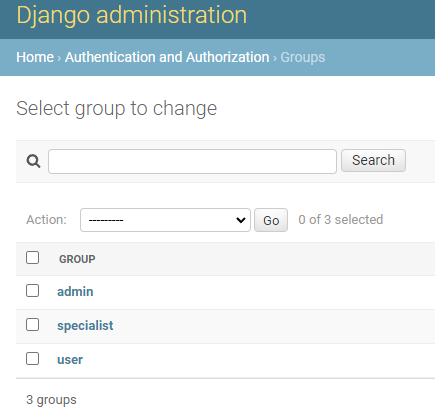 Django administration
Home › Authentication and Authorization › Groups
Select group to change
Search
Action: --------- Go 0 of 3 selected
GROUP
admin
specialist
user
3 groups